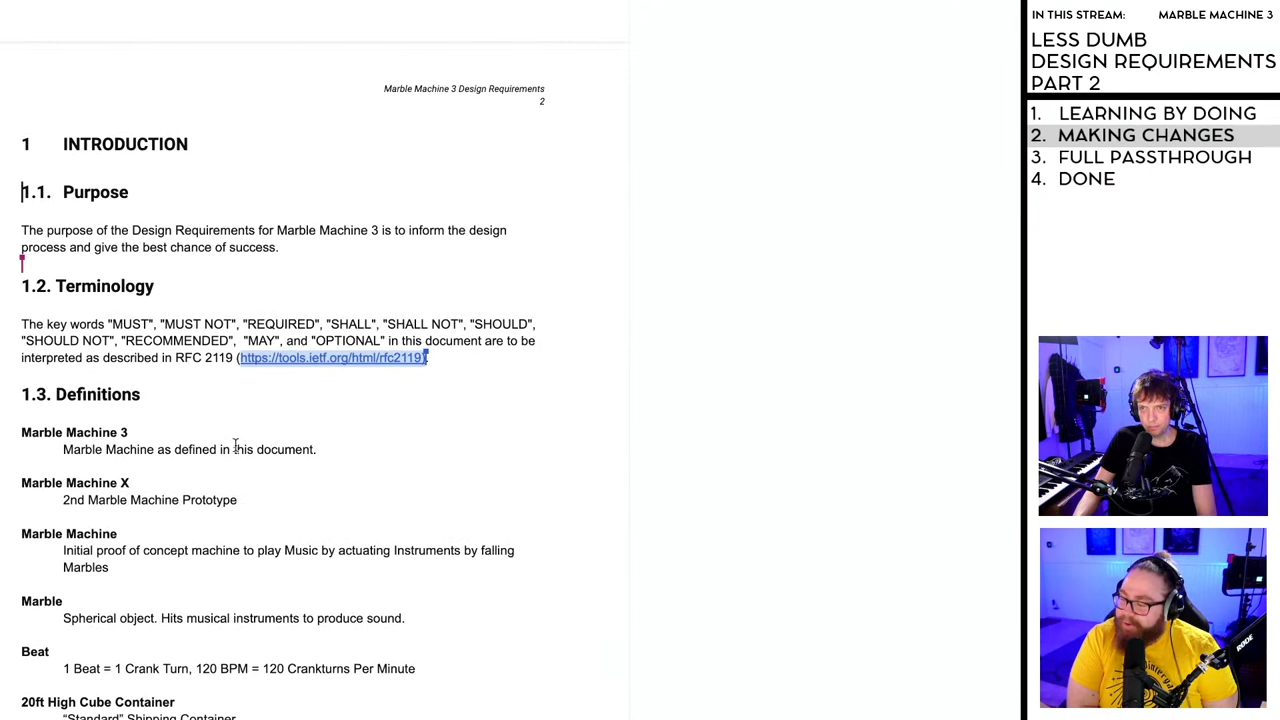 Marble Machine 3 Design Requirements
2
1 INTRODUCTION
1.1. Purpose
The purpose of the Design Requirements for Marble Machine 3 is to inform the design
process and give the best chance of success.
1.2. Terminology
The key words "MUST", "MUST NOT", "REQUIRED", "SHALL", "SHALL NOT", "SHOULD",
"SHOULD NOT", "RECOMMENDED", "MAY", and "OPTIONAL" in this document are to be
interpreted as described in RFC 2119 (https://tools.ietf.org/html/rfc2119).
1.3. Definitions
Marble Machine 3
Marble Machine as defined in this document.
Marble Machine X
2nd Marble Machine Prototype
Marble Machine
Initial proof of concept machine to play Music by actuating Instruments by falling
Marbles
Marble
Spherical object. Hits musical instruments to produce sound.
Beat
1 Beat = 1 Crank Turn, 120 BPM = 120 Crankturns Per Minute
20ft High Cube Container
“Standard” Shipping Container
IN THIS STREAM: MARBLE MACHINE 3
LESS DUMB
DESIGN REQUIREMENTS
PART 2
1. LEARNING BY DOING
2. MAKING CHANGES
3. FULL PASSTHROUGH
4. DONE
RODE